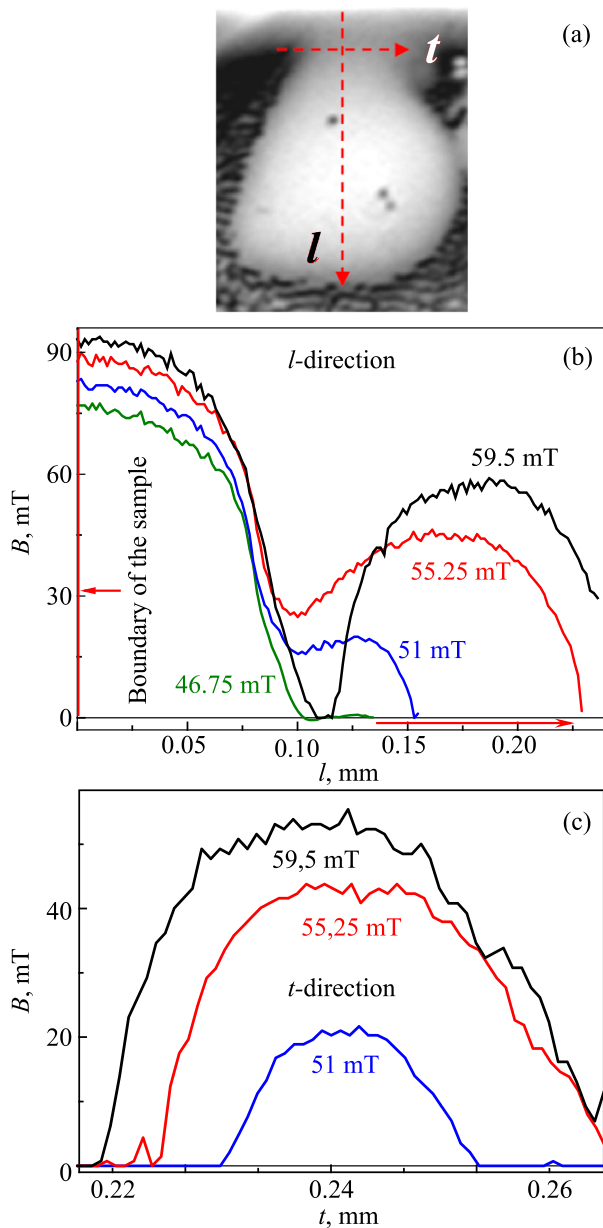 (a)
t
l
(b)
90
60
30
0
B, mT
l-direction
59.5 mT
55.25 mT
51 mT
46.75 mT
Boundary of the sample
0.05
0.10
0.15
0.20
l, mm
(c)
40
20
0
B, mT
59,5 mT
55,25 mT
t-direction
51 mT
0.22
0.24
0.26
t, mm